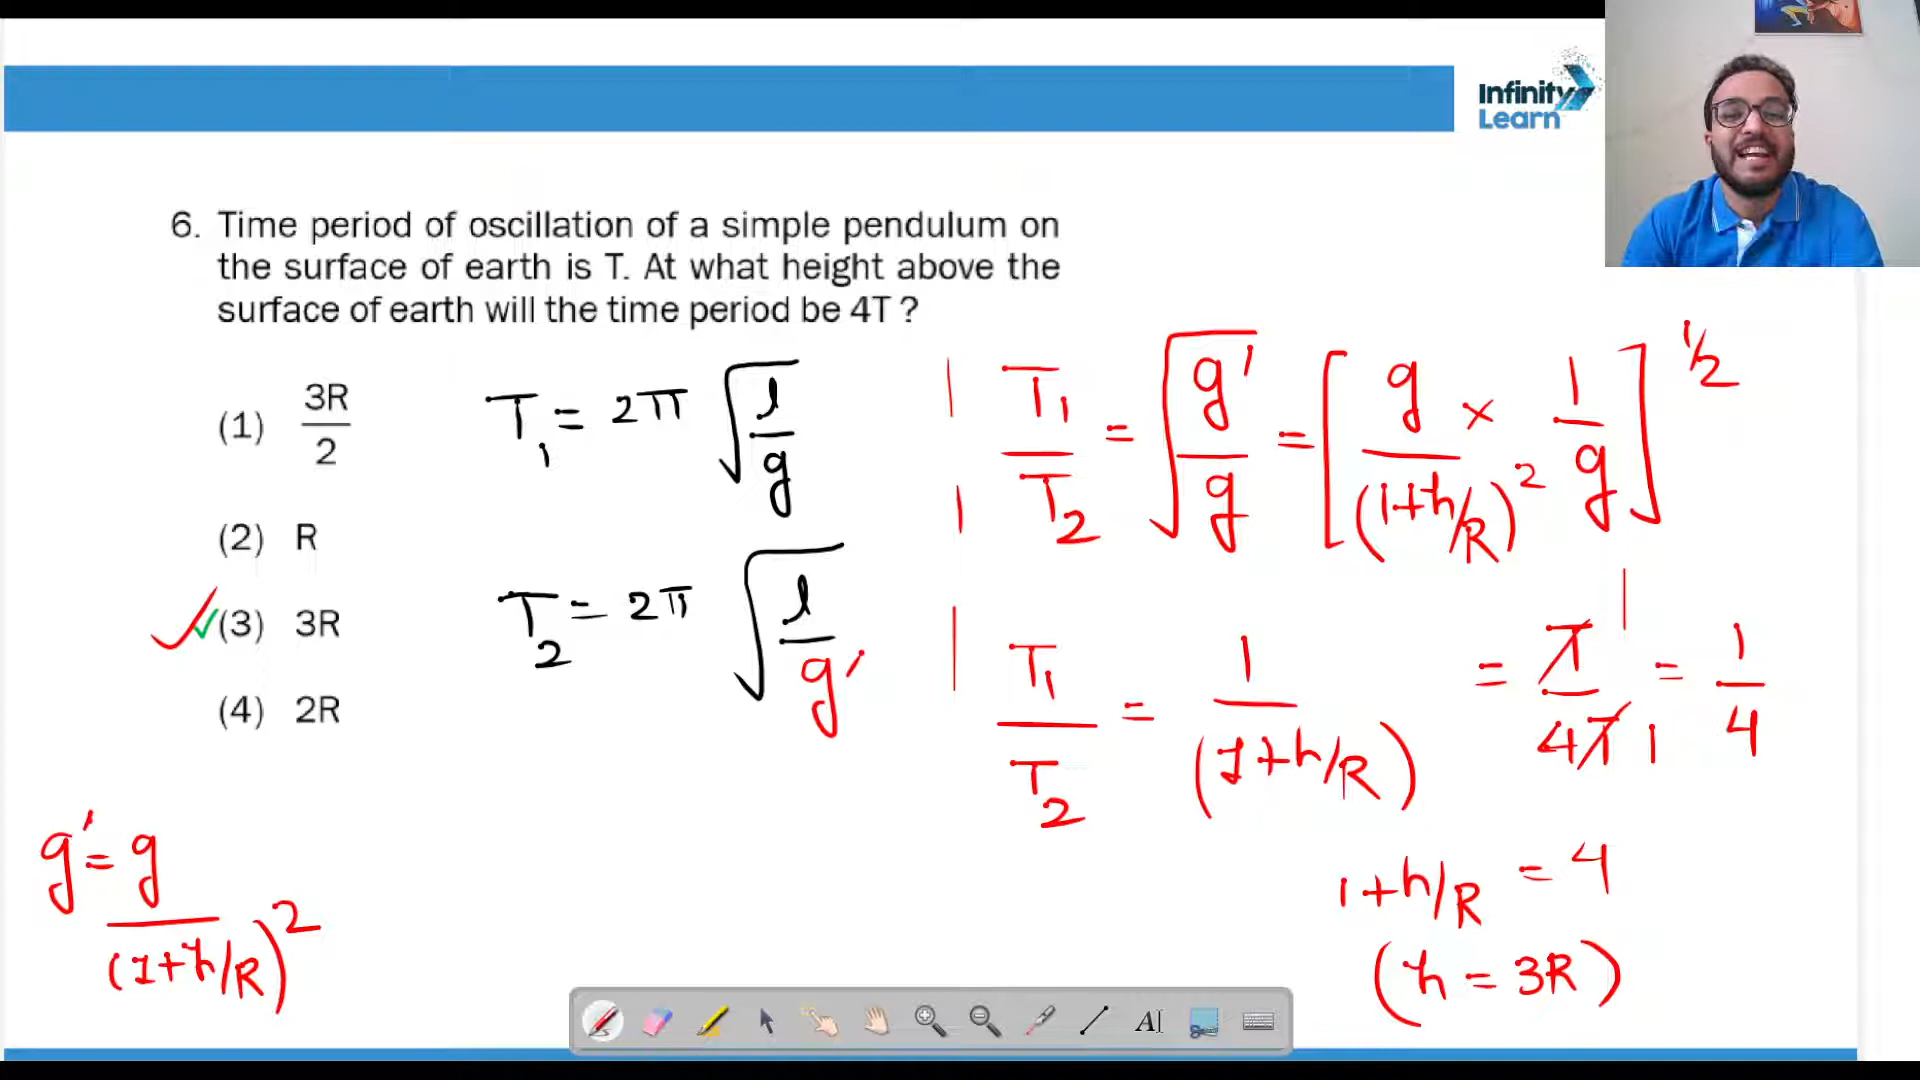 Infinity
Learn
6. Time period of oscillation of a simple pendulum on
the surface of earth is T. At what height above the
surface of earth will the time period be 4T ?
(1) 3R/2
(2) R
(3) 3R
(4) 2R
T₁ = 2π √(l/g)
T₂ = 2π √(l/g')
T₁/T₂ = √(g'/g) = [g/(1+h/R)² × 1/g]^1/2
T₁/T₂ = 1/(1+h/R) = T/4T = 1/4
1+h/R = 4
(h = 3R)
g' = g/(1+h/R)²